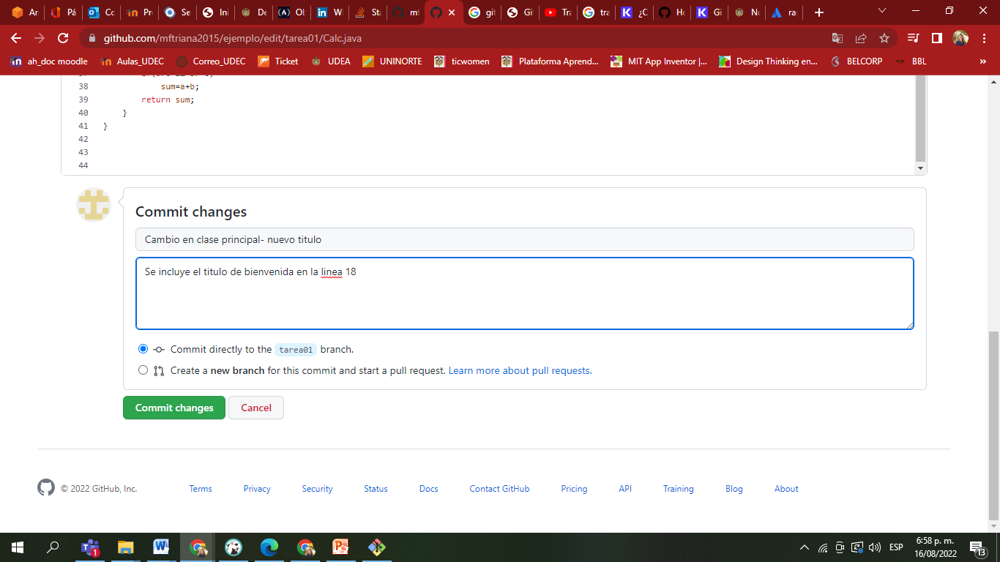 Ar
Pá
Cc
Pr
Se
Ini
De
Ol
W
Sta
mf
git
Gi
Tra
tra
¿C
Ho
Gi
No
ra
github.com/mftriana2015/ejemplo/edit/tarea01/Calc.java
ah_doc moodle
Aulas_UDEC
Correo_UDEC
Ticket
UDEA
UNINORTE
ticwomen
Plataforma Aprend...
MIT App Inventor |...
Design Thinking en...
BELCORP
BBL
»
38 sum=a+b;
39 return sum;
40 }
41 }
42
43
44
Commit changes
Cambio en clase principal- nuevo titulo
Se incluye el titulo de bienvenida en la linea 18
Commit directly to the tarea01 branch.
Create a new branch for this commit and start a pull request. Learn more about pull requests.
Commit changes
Cancel
© 2022 GitHub, Inc.
Terms
Privacy
Security
Status
Docs
Contact GitHub
Pricing
API
Training
Blog
About
1
ESP
6:58 p. m.
16/08/2022
13